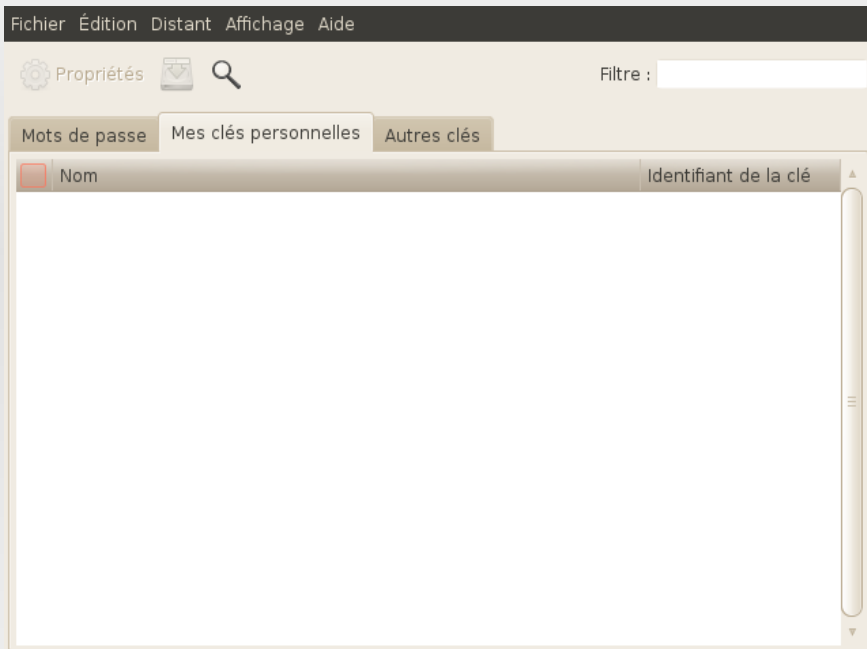 Fichier Édition Distant Affichage Aide
Propriétés Filtre :
Mots de passe Mes clés personnelles Autres clés
Nom Identifiant de la clé